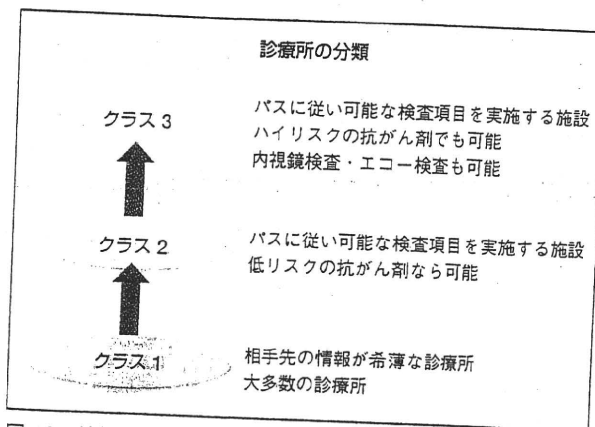 診療所の分類
クラス 3
パスに従い可能な検査項目を実施する施設
ハイリスクの抗がん剤でも可能
内視鏡検査・エコー検査も可能
クラス 2
パスに従い可能な検査項目を実施する施設
低リスクの抗がん剤なら可能
クラス 1
相手先の情報が希薄な診療所
大多数の診療所